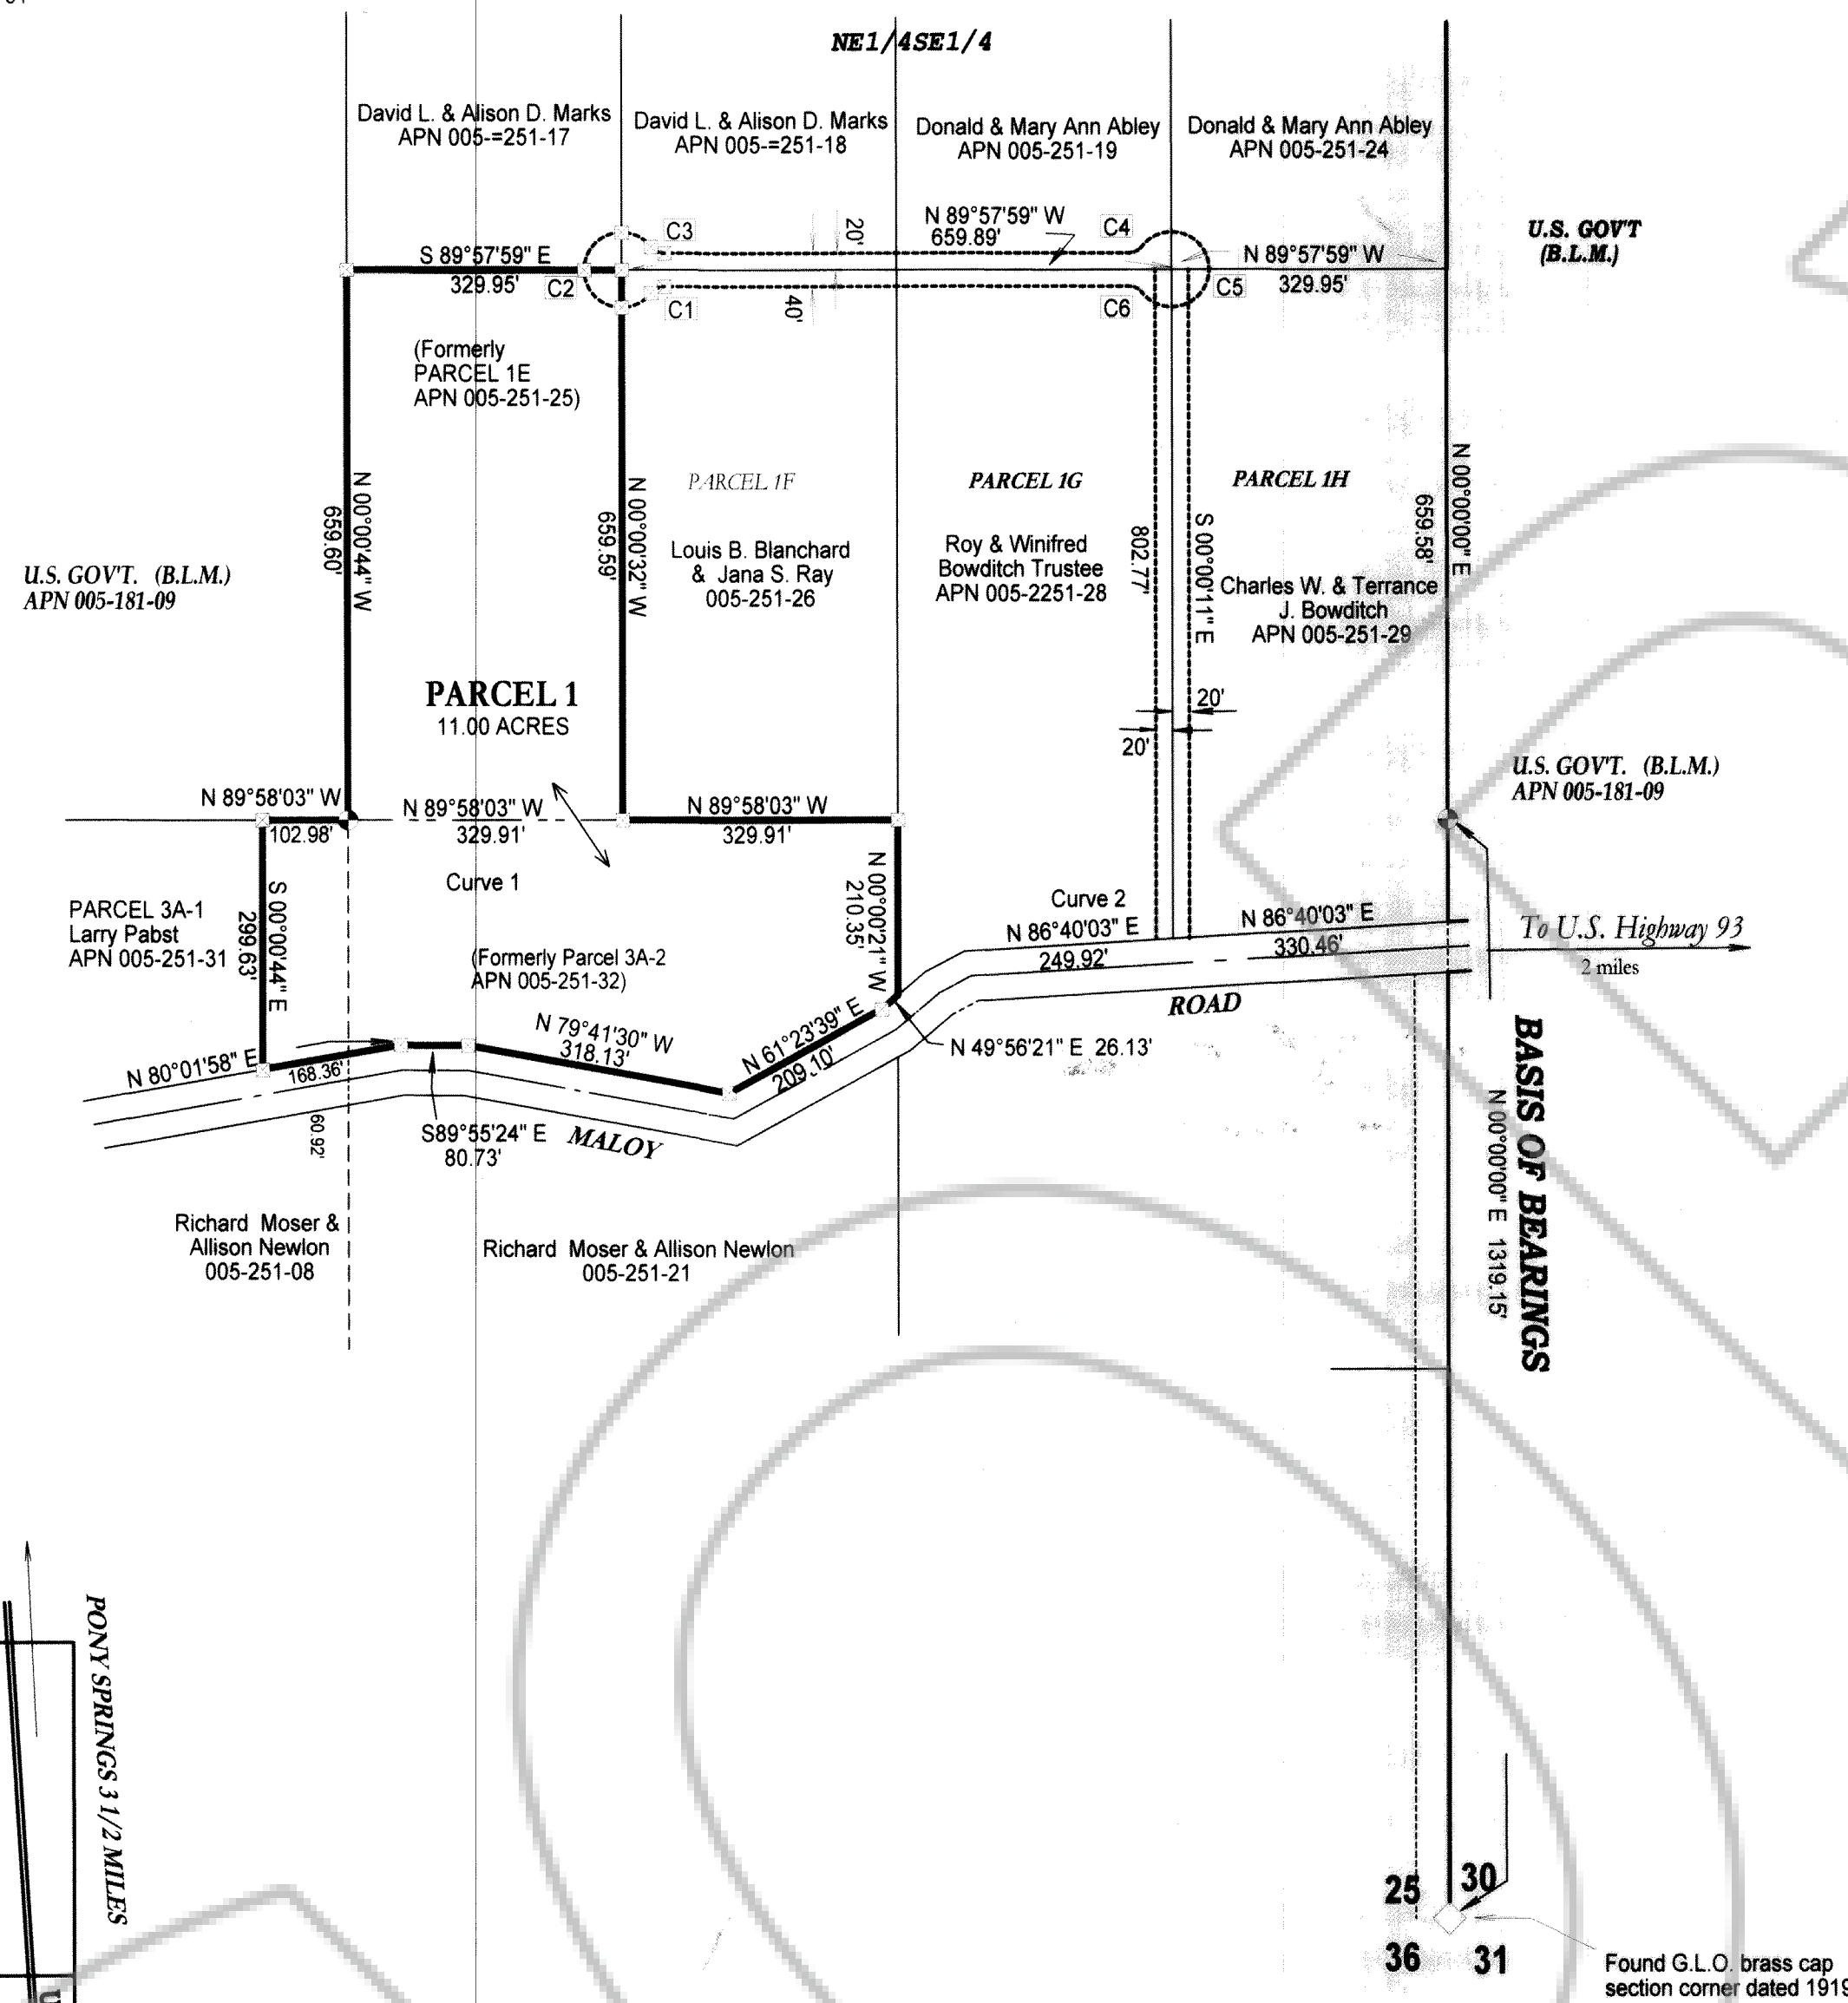 NE1/4SE1/4
David L. & Alison D. Marks
APN 005-=251-17
David L. & Alison D. Marks
APN 005-=251-18
Donald & Mary Ann Abley
APN 005-251-19
Donald & Mary Ann Abley
APN 005-251-24
U.S. GOV'T
(B.L.M.)
S 89°57'59" E
329.95'
C2
C3
C1
20'
40'
N 89°57'59" W
659.89'
C4
C6
C5
N 89°57'59" W
329.95'
(Formerly
PARCEL 1E
APN 005-251-25)
N 00°00'44" W
659.60'
N 00°00'32" W
659.59'
PARCEL 1F
Louis B. Blanchard
& Jana S. Ray
005-251-26
PARCEL 1G
Roy & Winifred
Bowditch Trustee
APN 005-2251-28
802.77'
S 00°00'11" E
PARCEL 1H
Charles W. & Terrance
J. Bowditch
APN 005-251-29
659.58'
N 00°00'00" E
U.S. GOV'T. (B.L.M.)
APN 005-181-09
PARCEL 1
11.00 ACRES
20'
20'
U.S. GOV'T. (B.L.M.)
APN 005-181-09
N 89°58'03" W
102.98'
N 89°58'03" W
329.91'
N 89°58'03" W
329.91'
Curve 1
PARCEL 3A-1
Larry Pabst
APN 005-251-31
299.63'
S 00°00'44" E
(Formerly Parcel 3A-2
APN 005-251-32)
N 00°00'21" W
210.35'
Curve 2
N 86°40'03" E
249.92'
N 86°40'03" E
330.46'
To U.S. Highway 93
2 miles
ROAD
N 80°01'58" E
168.36'
60.92'
N 79°41'30" W
318.13'
N 61°23'39" E
209.10'
N 49°56'21" E 26.13'
S89°55'24" E
80.73'
MALOY
BASIS OF BEARINGS
N 00°00'00" E 1319.15'
Richard Moser &
Allison Newlon
005-251-08
Richard Moser & Allison Newlon
005-251-21
PONY SPRINGS 3 1/2 MILES
25
30
36
31
Found G.L.O. brass cap
section corner dated 1919